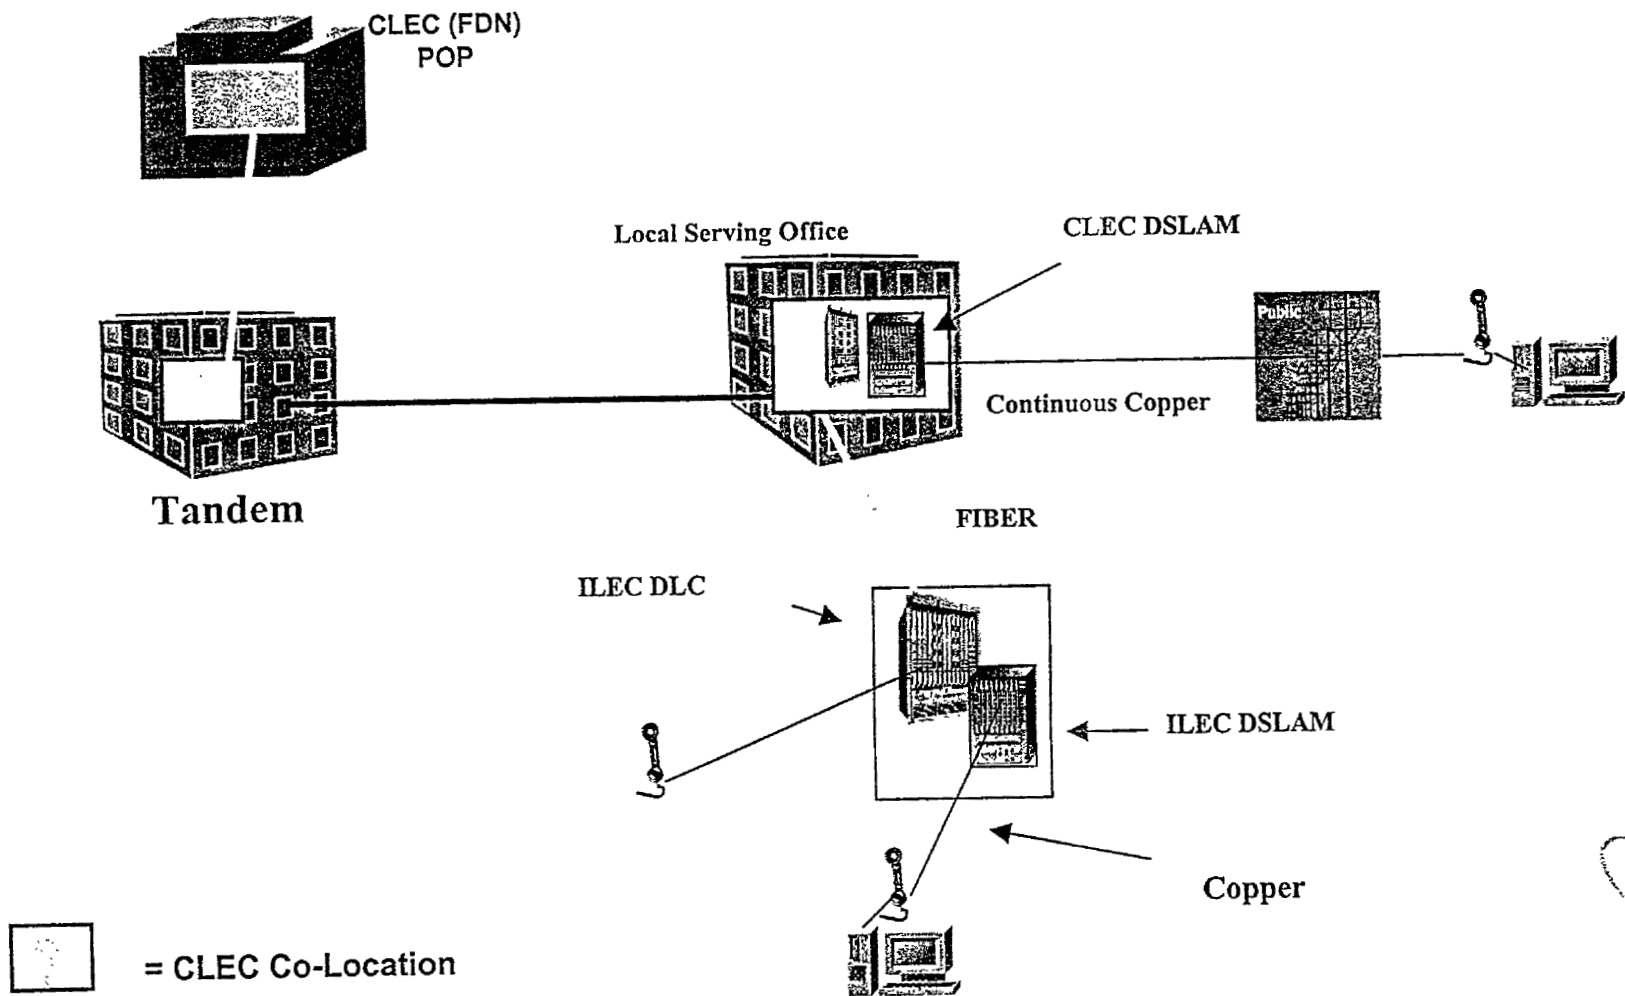 CLEC (FDN)
POP
Local Serving Office
CLEC DSLAM
Public
Continuous Copper
Tandem
FIBER
ILEC DLC
ILEC DSLAM
Copper
= CLEC Co-Location